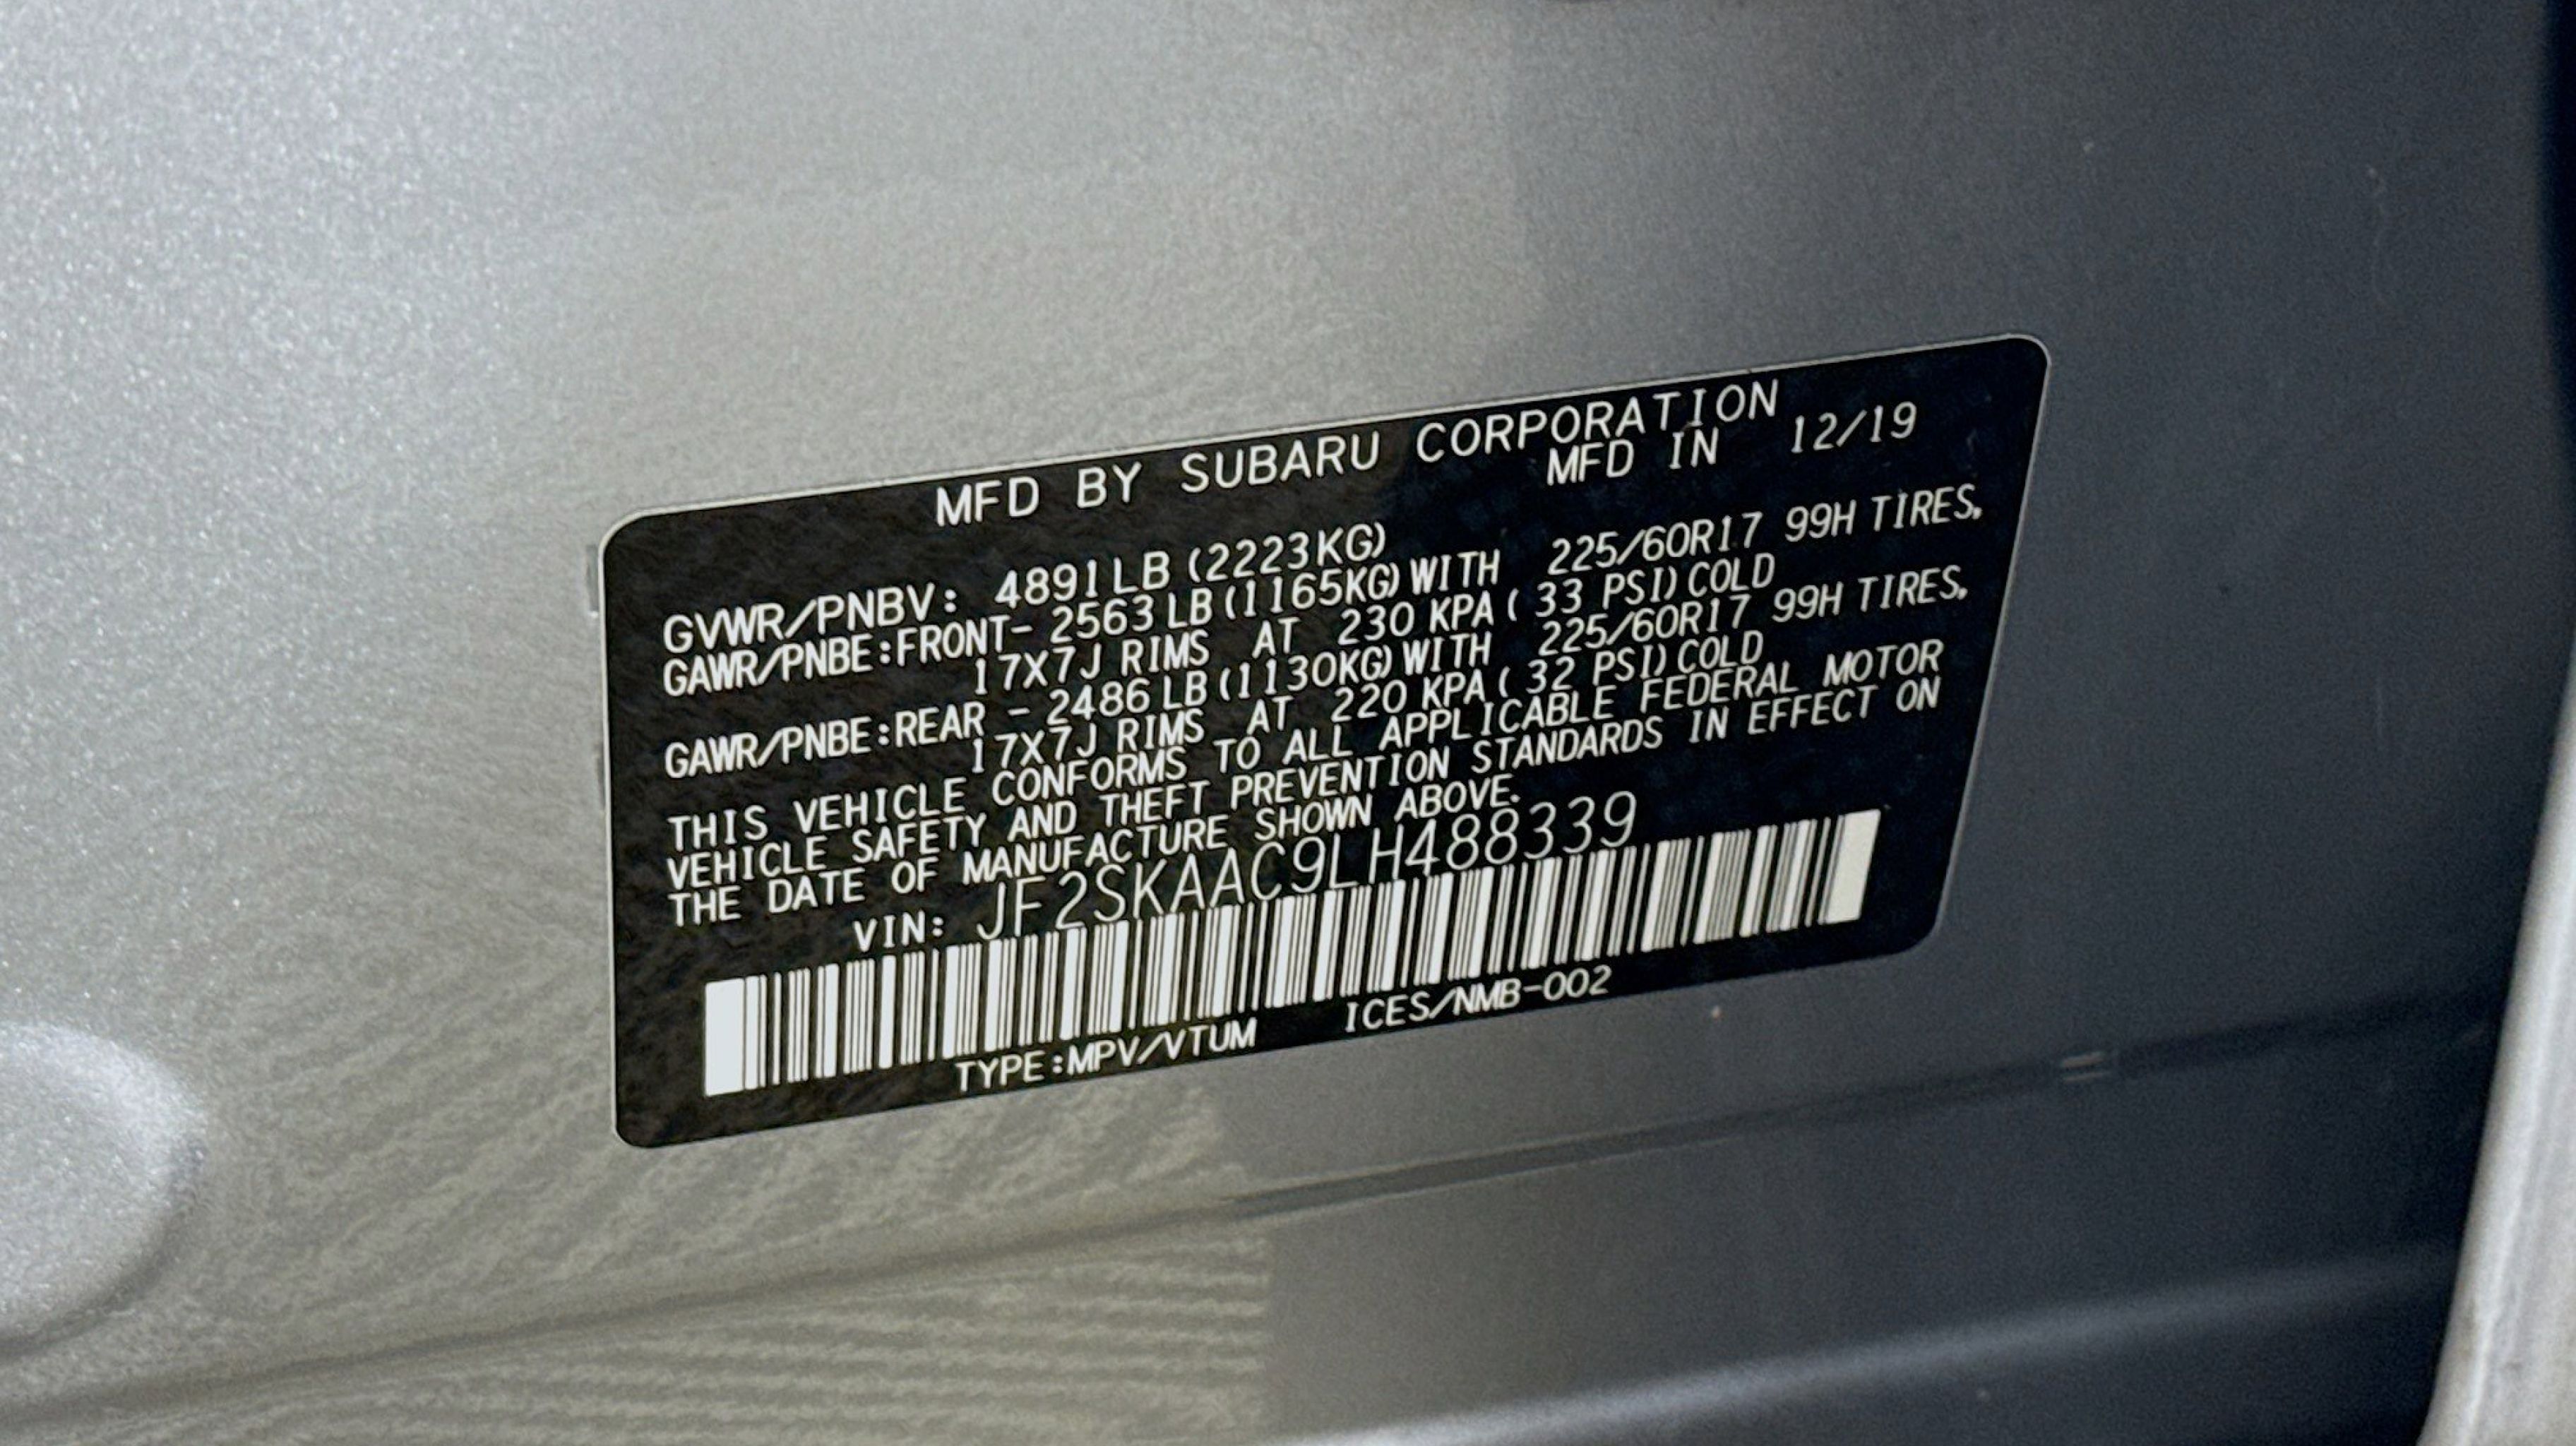 MFD BY SUBARU CORPORATION
MFD IN 12/19
GVWR/PNBV: 4891LB (2223KG)
GAWR/PNBE:FRONT- 2563 LB (1165KG) WITH 225/60R17 99H TIRES,
17X7J RIMS AT 230 KPA ( 33 PSI) COLD
GAWR/PNBE:REAR - 2486 LB (1130KG) WITH 225/60R17 99H TIRES,
17X7J RIMS AT 220 KPA ( 32 PSI) COLD
THIS VEHICLE CONFORMS TO ALL APPLICABLE FEDERAL MOTOR
VEHICLE SAFETY AND THEFT PREVENTION STANDARDS IN EFFECT ON
THE DATE OF MANUFACTURE SHOWN ABOVE.
VIN: JF2SKAAC9LH488339
TYPE:MPV/VTUM ICES/NMB-002